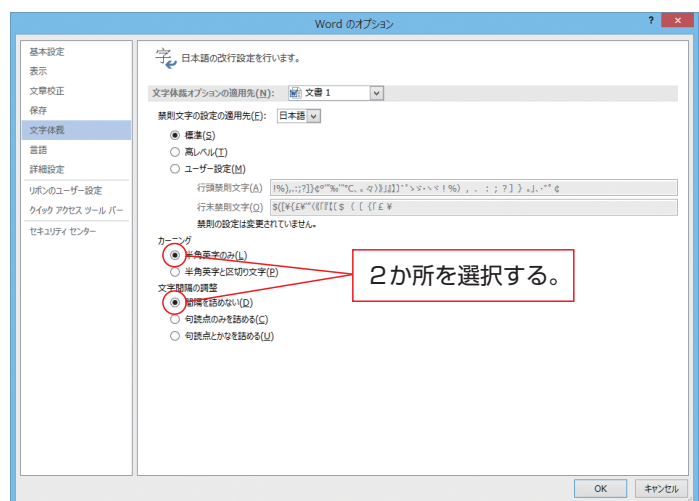 Word のオプション
? ×
基本設定
表示
文章校正
保存
文字体裁
言語
詳細設定
リボンのユーザー設定
クイック アクセス ツール バー
セキュリティ センター
字 日本語の改行設定を行います。
文字体裁オプションの適用先(N): 文書 1
禁則文字の設定の適用先(F): 日本語
標準(S)
高レベル(T)
ユーザー設定(M)
行頭禁則文字(A)
行末禁則文字(O)
禁則の設定は変更されていません。
カーニング
半角英字のみ(L)
半角英字と区切り文字(P)
文字間隔の調整
間隔を詰めない(D)
句読点のみを詰める(C)
句読点とかなを詰める(U)
2か所を選択する。
OK キャンセル